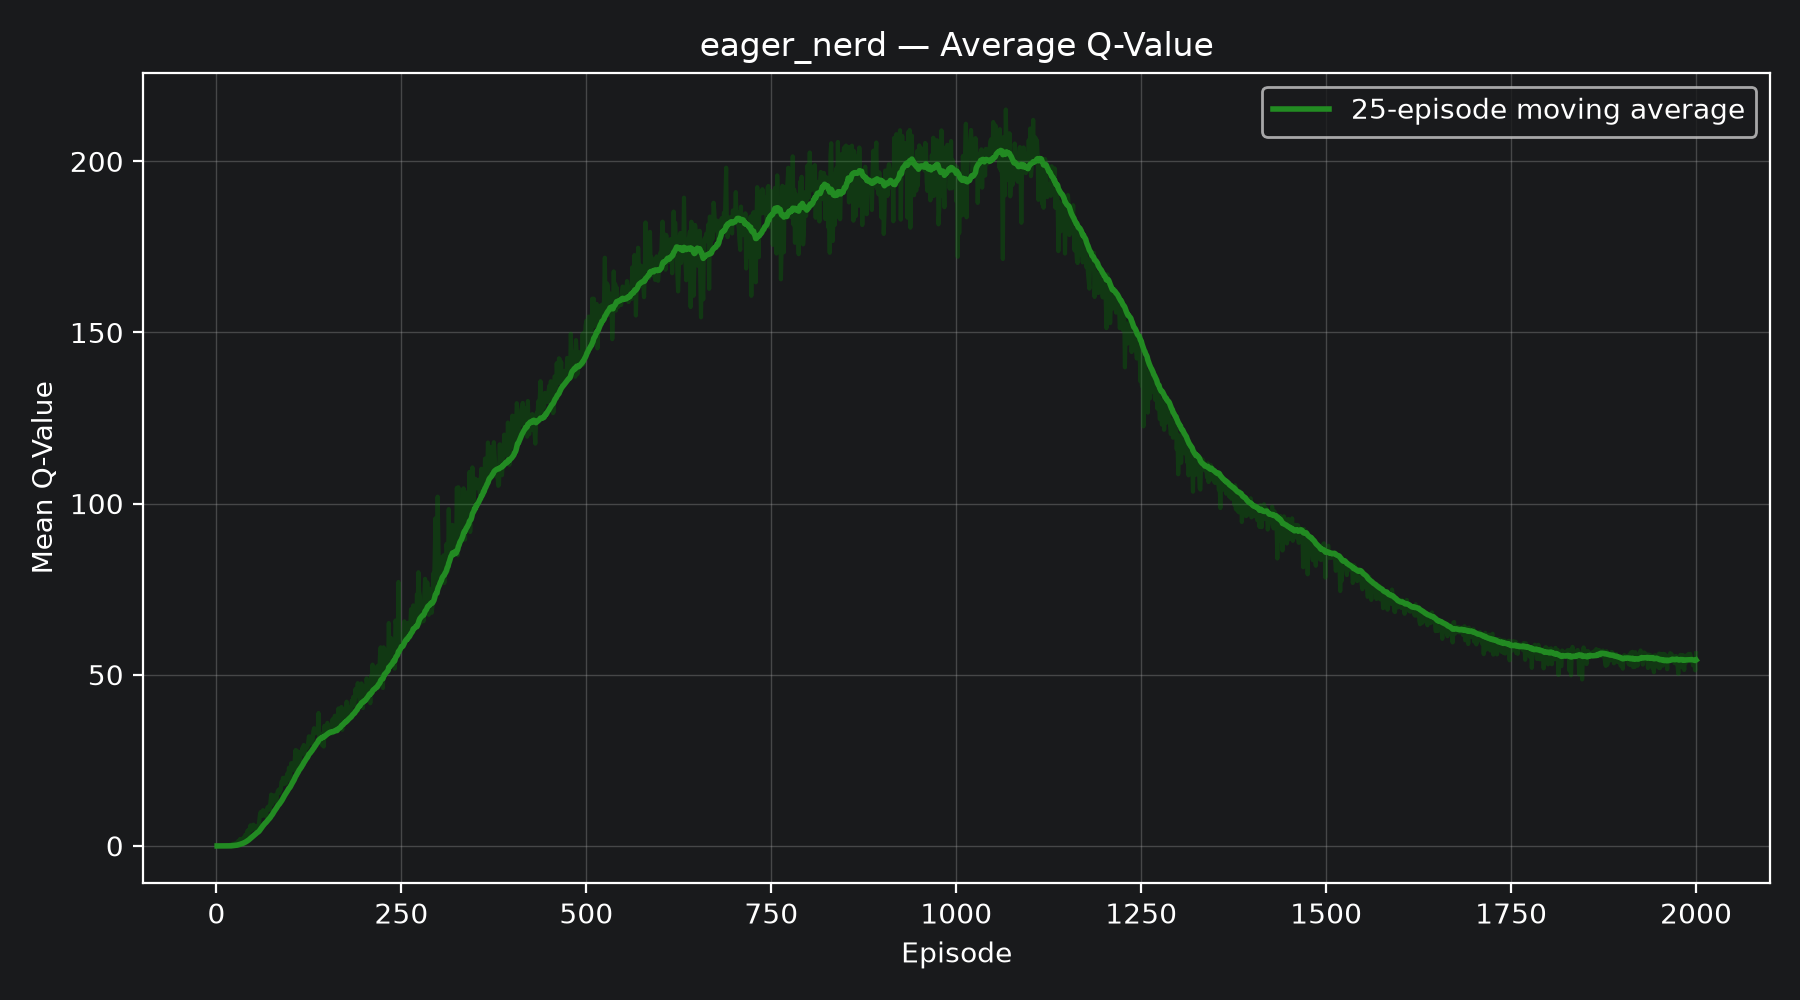 eager_nerd — Average Q-Value
25-episode moving average
200
150
100
50
0
Mean Q-Value
0 250 500 750 1000 1250 1500 1750 2000
Episode